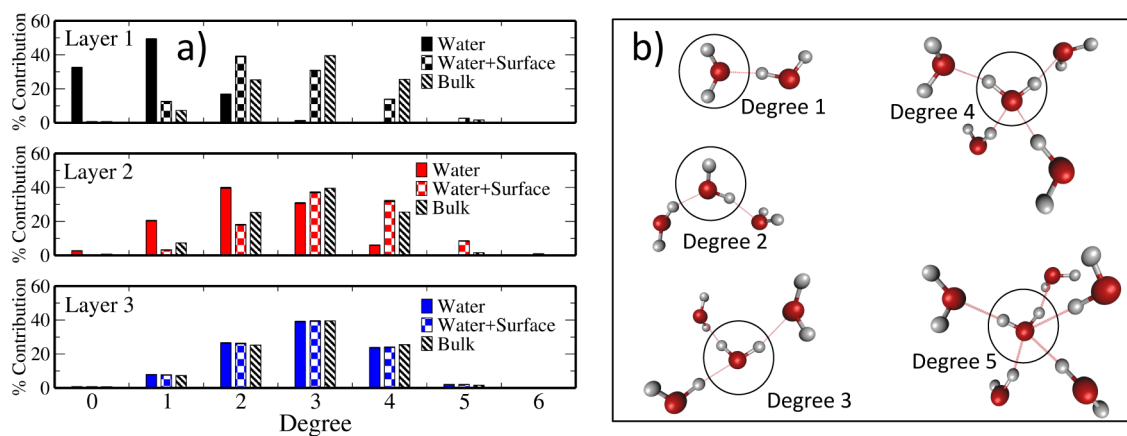 a)
60
40
20
0
% Contribution
Layer 1
Water
Water+Surface
Bulk
60
40
20
0
% Contribution
Layer 2
Water
Water+Surface
Bulk
60
40
20
0
% Contribution
Layer 3
Water
Water+Surface
Bulk
0 1 2 3 4 5 6
Degree
b)
Degree 1
Degree 4
Degree 2
Degree 5
Degree 3